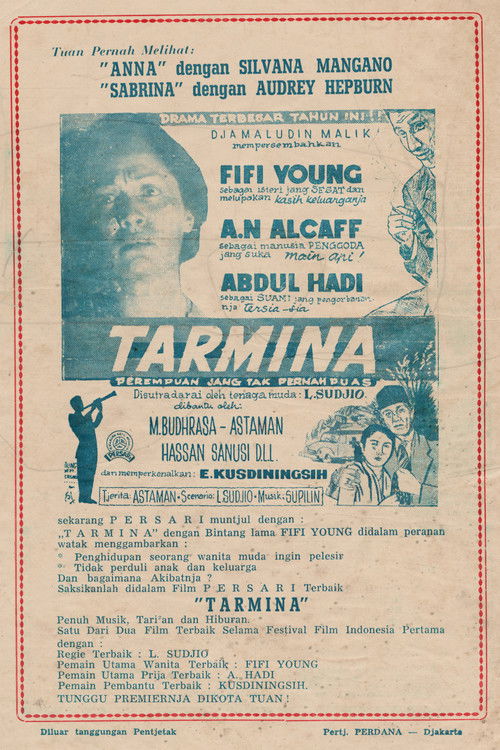 Tuan Pernah Melihat:
"ANNA" dengan SILVANA MANGANO
"SABRINA" dengan AUDREY HEPBURN
DRAMA TERBESAR TAHUN INI!!!
DJAMALUDIN MALIK
mempersembahkan
FIFI YOUNG
sebagai isteri jang SESAT dan
melupakan kasih keluarganja
A.N ALCAFF
sebagai manusia PENGGODA
jang suka main api!
ABDUL HADI
sebagai SUAMI jang pengorbanan
nja tersia-sia
TARMINA
PEREMPUAN JANG TAK PERNAH PUAS
Disutradarai oleh tenaga muda: L. SUDJIO.
dibantu oleh:
M. BUDHRASA - ASTAMAN
HASSAN SANUSI DLL.
dan memperkenalkan: E. KUSDININGSIH
PERSARI
Tjerita: ASTAMAN • Scenario: L SUDJIO • Musik: SUPILIN
sekarang PERSARI muntjul dengan :
„TARMINA" dengan Bintang lama FIFI YOUNG didalam peranan
watak menggambarkan :
° Penghidupan seorang wanita muda ingin pelesir
° Tidak perduli anak dan keluarga
Dan bagaimana Akibatnja ?
Saksikanlah didalam Film PERSARI Terbaik
"TARMINA"
Penuh Musik, Tari'an dan Hiburan.
Satu Dari Dua Film Terbaik Selama Festival Film Indonesia Pertama
dengan :
Regie Terbaik : L. SUDJIO
Pemain Utama Wanita Terbaik : FIFI YOUNG
Pemain Utama Prija Terbaik : A. HADI
Pemain Pembantu Terbaik : KUSDININGSIH.
TUNGGU PREMIERNJA DIKOTA TUAN!
Diluar tanggungan Pentjetak
Pertj. PERDANA — Djakarta